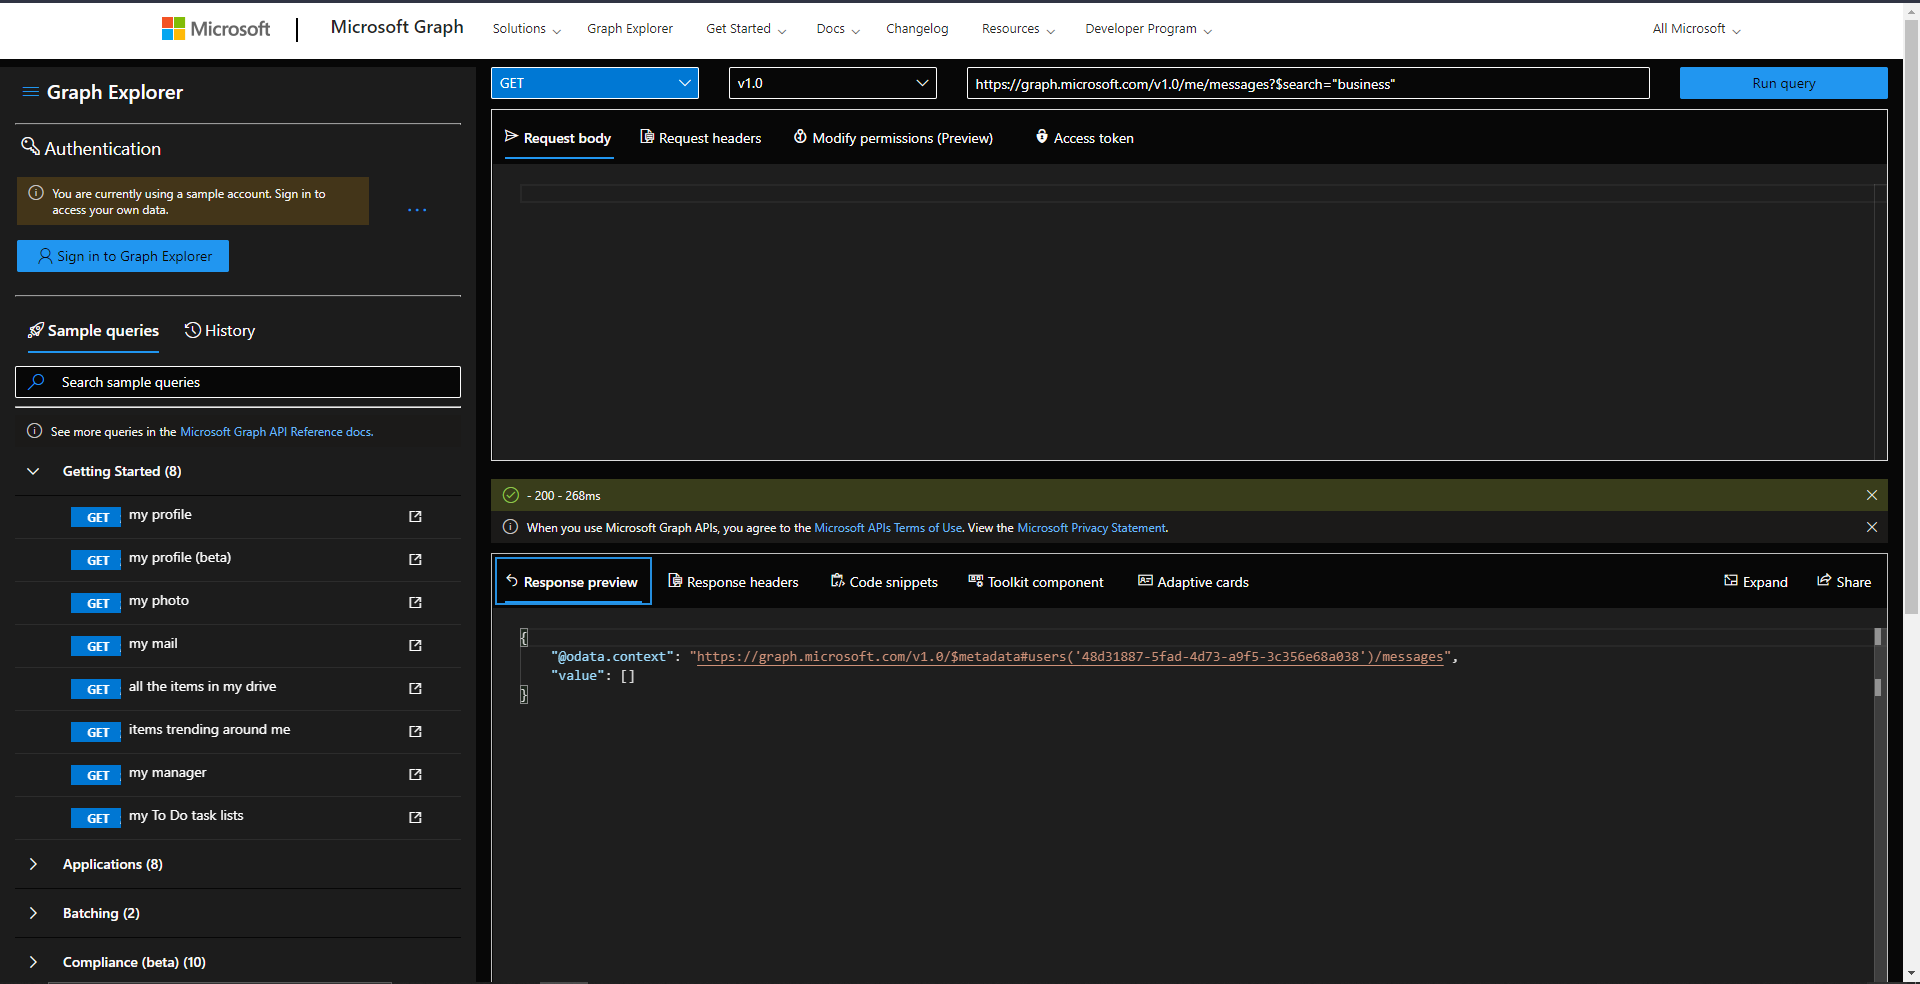 Microsoft
Microsoft Graph
Solutions
Graph Explorer
Get Started
Docs
Changelog
Resources
Developer Program
All Microsoft
Graph Explorer
Authentication
You are currently using a sample account. Sign in to
access your own data.
...
Sign in to Graph Explorer
Sample queries
History
Search sample queries
See more queries in the Microsoft Graph API Reference docs.
Getting Started (8)
GET my profile
GET my profile (beta)
GET my photo
GET my mail
GET all the items in my drive
GET items trending around me
GET my manager
GET my To Do task lists
Applications (8)
Batching (2)
Compliance (beta) (10)
GET
v1.0
https://graph.microsoft.com/v1.0/me/messages?$search="business"
Run query
Request body
Request headers
Modify permissions (Preview)
Access token
- 200 - 268ms
When you use Microsoft Graph APIs, you agree to the Microsoft APIs Terms of Use. View the Microsoft Privacy Statement.
Response preview
Response headers
Code snippets
Toolkit component
Adaptive cards
Expand
Share
{
"@odata.context": "https://graph.microsoft.com/v1.0/$metadata#users('48d31887-5fad-4d73-a9f5-3c356e68a038')/messages",
"value": []
}